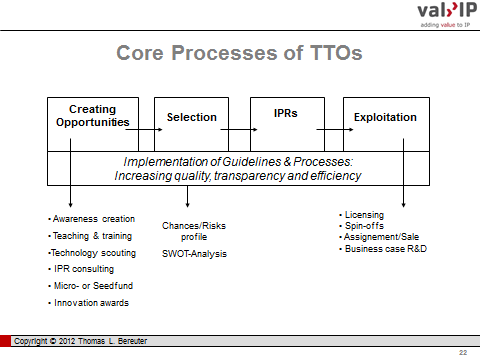 val>IP
adding value to IP
Core Processes of TTOs
Creating
Opportunities
Selection
IPRs
Exploitation
Implementation of Guidelines & Processes:
Increasing quality, transparency and efficiency
• Awareness creation
• Teaching & training
•Technology scouting
• IPR consulting
• Micro- or Seedfund
• Innovation awards
Chances/Risks
profile
SWOT-Analysis
• Licensing
• Spin-offs
• Assignement/Sale
• Business case R&D
Copyright © 2012 Thomas L. Bereuter
22